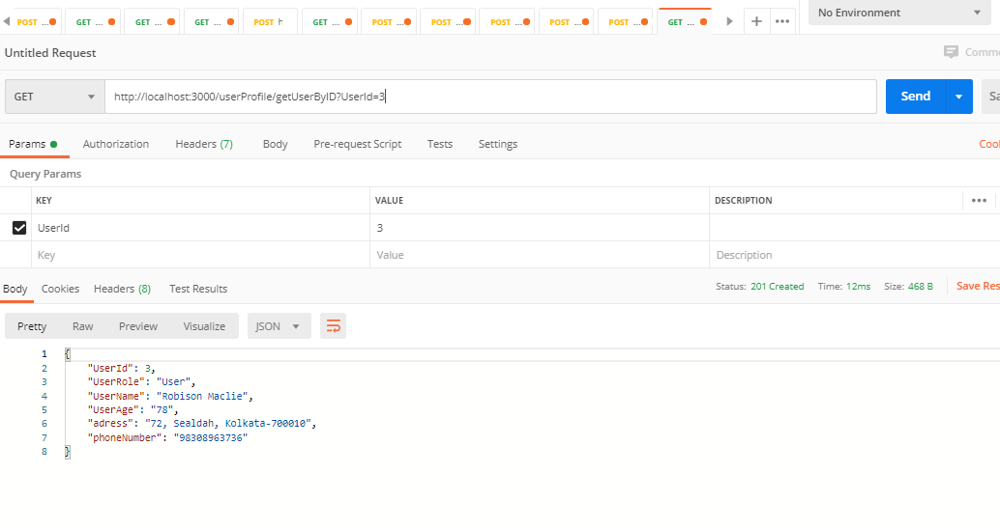 POST ... GET ... GET ... GET ... POST GET ... POST ... POST ... POST ... POST ... POST ... GET ... + ••• No Environment
Untitled Request
GET http://localhost:3000/userProfile/getUserByID?UserId=3 Send
Params Authorization Headers (7) Body Pre-request Script Tests Settings
Query Params
KEY VALUE DESCRIPTION •••
UserId 3
Key Value Description
Body Cookies Headers (8) Test Results Status: 201 Created Time: 12ms Size: 468 B Save Res
Pretty Raw Preview Visualize JSON
1 {
2 "UserId": 3,
3 "UserRole": "User",
4 "UserName": "Robison Maclie",
5 "UserAge": "78",
6 "adress": "72, Sealdah, Kolkata-700010",
7 "phoneNumber": "98308963736"
8 }